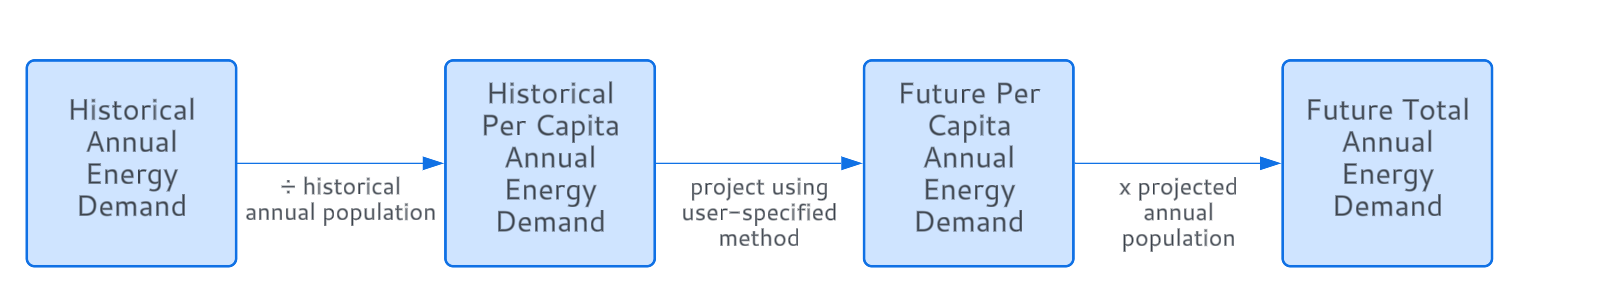 Historical
Annual
Energy
Demand
÷ historical
annual population
Historical
Per Capita
Annual
Energy
Demand
project using
user-specified
method
Future Per
Capita
Annual
Energy
Demand
x projected
annual
population
Future Total
Annual
Energy
Demand